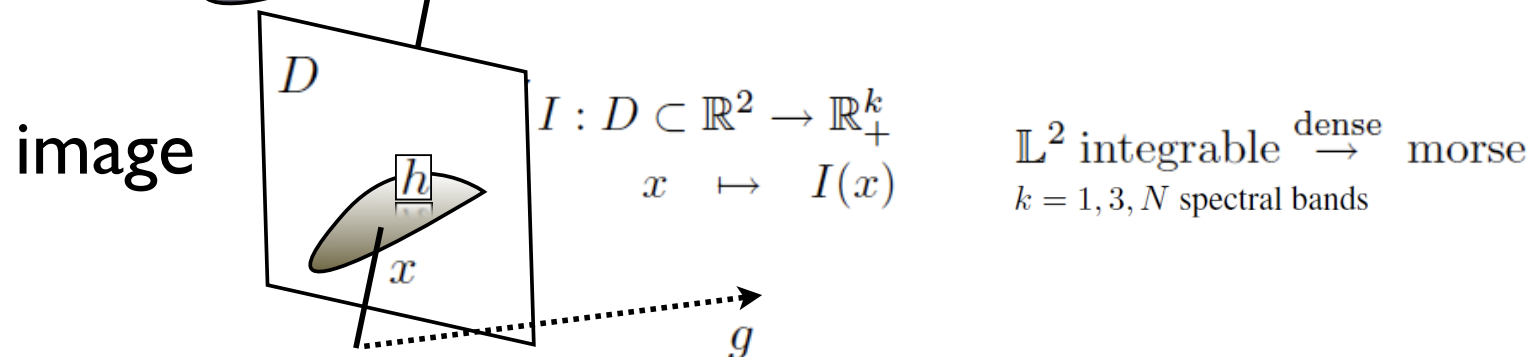 image
D
h
x
I : D ⊂ ℝ² → ℝ₊ᵏ
x ↦ I(x)
g
𝕃² integrable dense → morse
k = 1, 3, N spectral bands